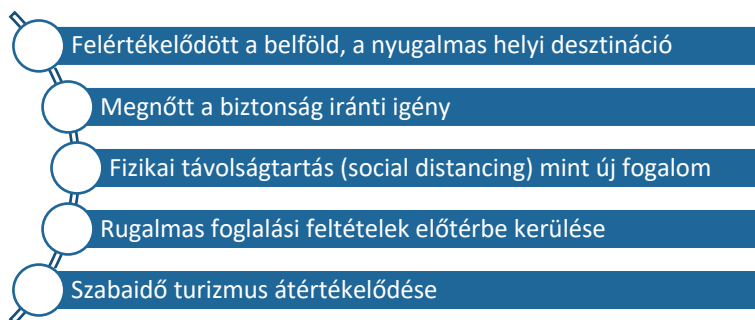 Felértékelődött a belföld, a nyugalmas helyi desztináció
Megnőtt a biztonság iránti igény
Fizikai távolságtartás (social distancing) mint új fogalom
Rugalmas foglalási feltételek előtérbe kerülése
Szabaidő turizmus átértékelődése